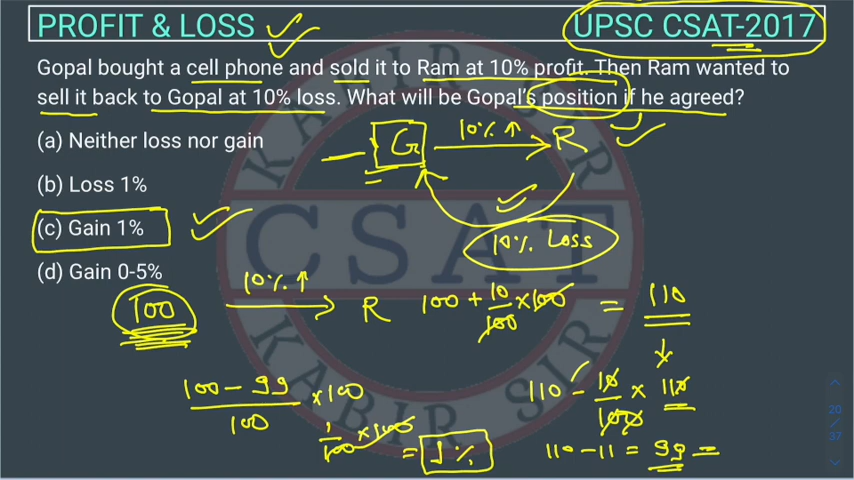 PROFIT & LOSS
UPSC CSAT-2017
Gopal bought a cell phone and sold it to Ram at 10% profit. Then Ram wanted to
sell it back to Gopal at 10% loss. What will be Gopal's position if he agreed?
(a) Neither loss nor gain
(b) Loss 1%
(c) Gain 1%
(d) Gain 0-5%
G 10% ↑ R
10% Loss
100 10% ↑ R 100 + 10/100 × 100 = 110
100 - 99 / 100 × 100
110 - 10/100 × 110
1/100 × 100 = 1%
110 - 11 = 99 =
KABIR SIR
CSAT
KABIR SIR
20
/
37